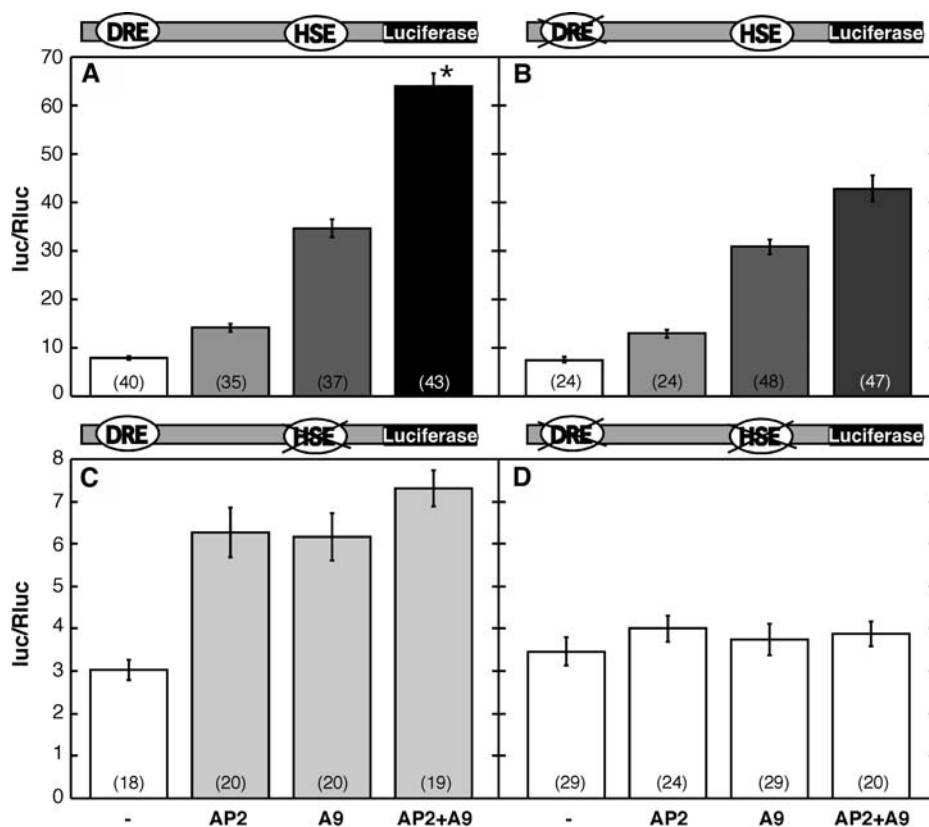 DRE HSE Luciferase DRE HSE Luciferase
A B
70
60
50
40
30
20
10
0
luc/Rluc
(40) (35) (37) (43) (24) (24) (48) (47)
*
DRE HSE Luciferase DRE HSE Luciferase
C D
8
7
6
5
4
3
2
1
0
luc/Rluc
(18) (20) (20) (19) (29) (24) (29) (20)
- AP2 A9 AP2+A9 - AP2 A9 AP2+A9